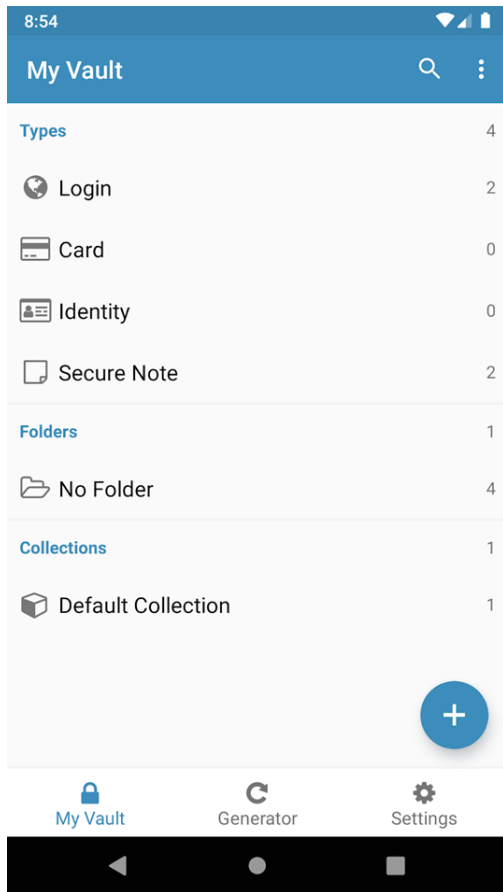 8:54
My Vault
Types 4
Login 2
Card 0
Identity 0
Secure Note 2
Folders 1
No Folder 4
Collections 1
Default Collection 1
My Vault Generator Settings